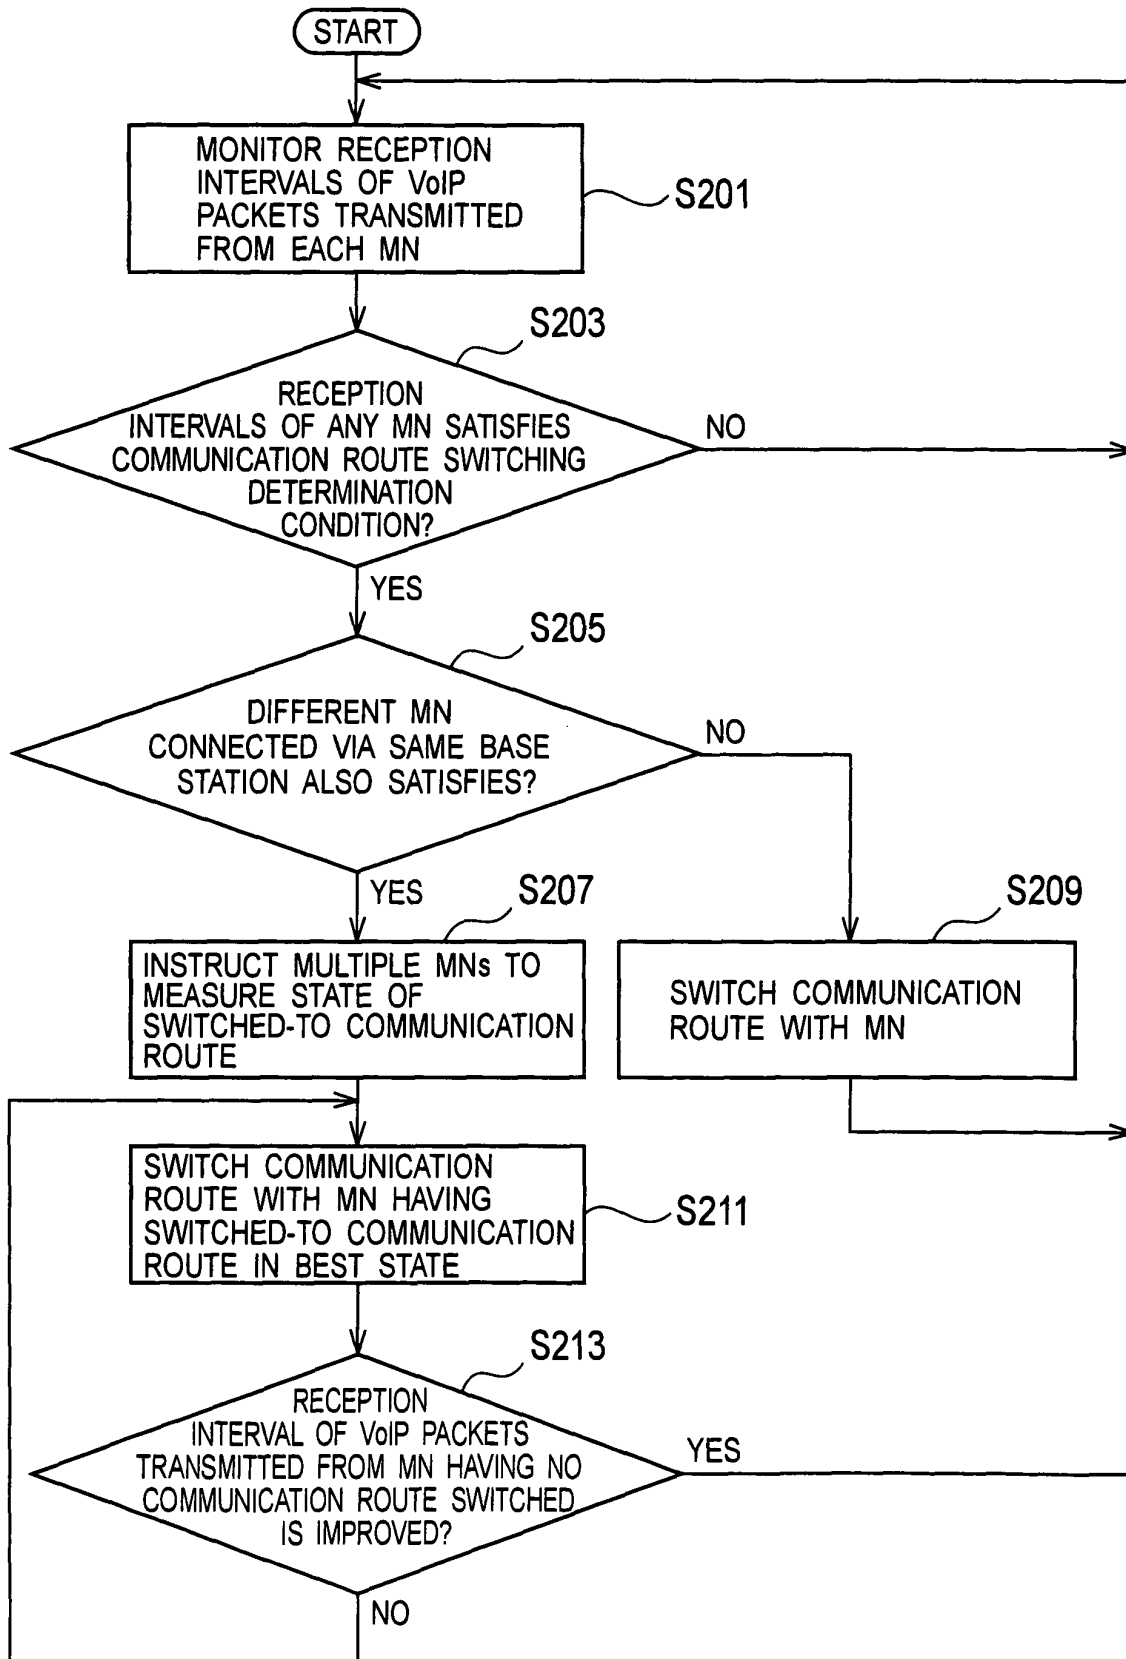 START
MONITOR RECEPTION
INTERVALS OF VoIP
PACKETS TRANSMITTED
FROM EACH MN
S201
S203
RECEPTION
INTERVALS OF ANY MN SATISFIES
COMMUNICATION ROUTE SWITCHING
DETERMINATION
CONDITION?
NO
YES
S205
DIFFERENT MN
CONNECTED VIA SAME BASE
STATION ALSO SATISFIES?
NO
YES
S207
INSTRUCT MULTIPLE MNs TO
MEASURE STATE OF
SWITCHED-TO COMMUNICATION
ROUTE
S209
SWITCH COMMUNICATION
ROUTE WITH MN
SWITCH COMMUNICATION
ROUTE WITH MN HAVING
SWITCHED-TO COMMUNICATION
ROUTE IN BEST STATE
S211
S213
RECEPTION
INTERVAL OF VoIP PACKETS
TRANSMITTED FROM MN HAVING NO
COMMUNICATION ROUTE SWITCHED
IS IMPROVED?
YES
NO